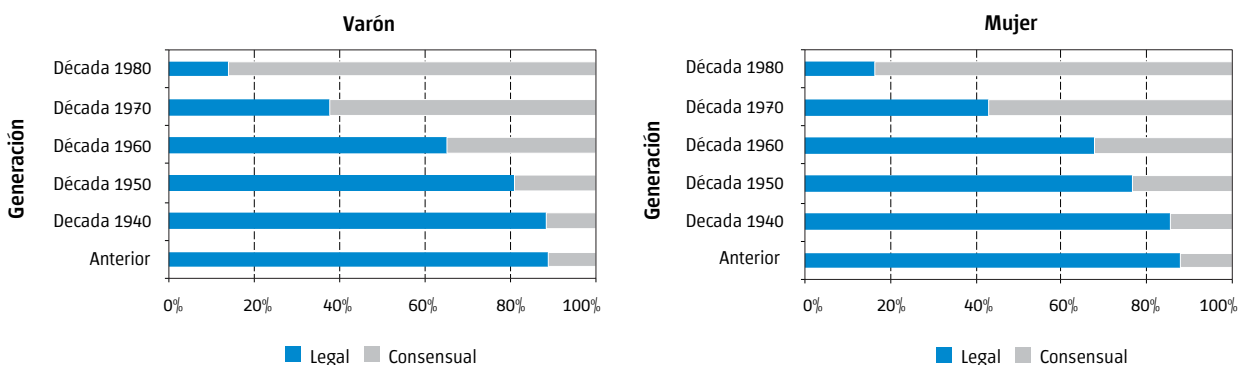 Varón
Generación
Década 1980
Década 1970
Década 1960
Década 1950
Decada 1940
Anterior
0% 20% 40% 60% 80% 100%
Legal Consensual
Mujer
Generación
Década 1980
Década 1970
Década 1960
Década 1950
Decada 1940
Anterior
0% 20% 40% 60% 80% 100%
Legal Consensual